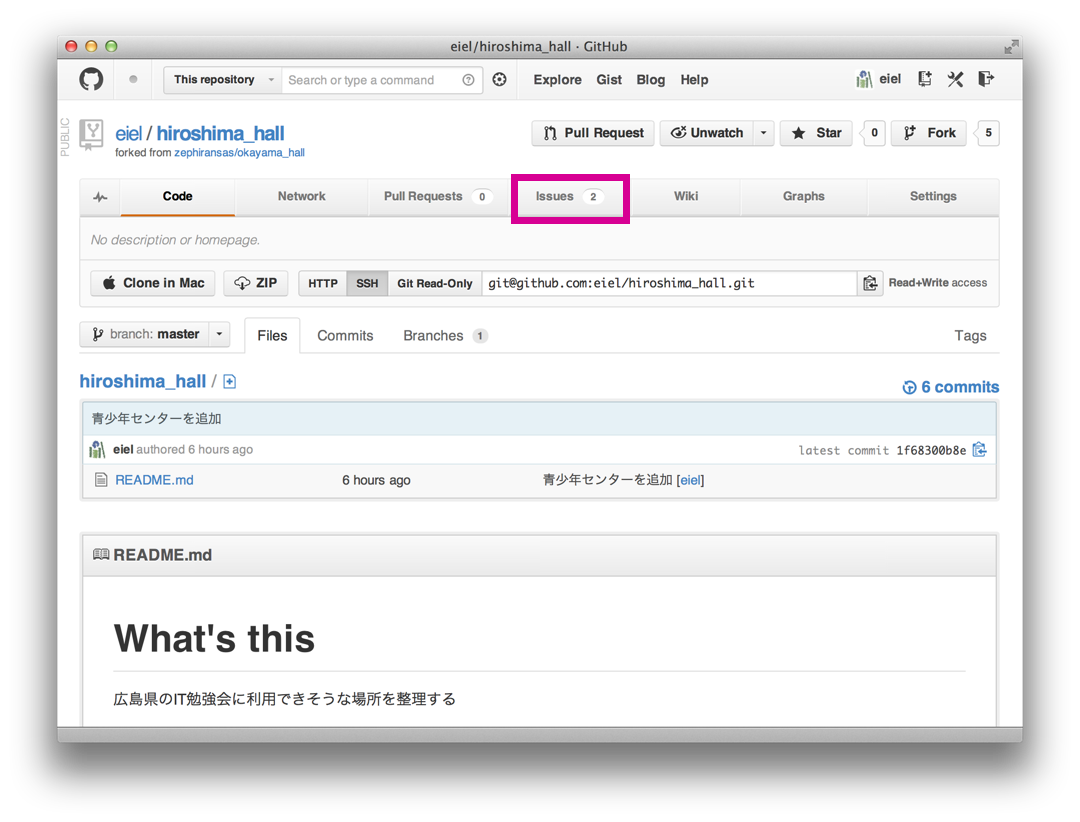 eiel/hiroshima_hall · GitHub
This repository Search or type a command Explore Gist Blog Help eiel
PUBLIC
eiel / hiroshima_hall
forked from zephiransas/okayama_hall
Pull Request Unwatch Star 0 Fork 5
Code Network Pull Requests 0 Issues 2 Wiki Graphs Settings
No description or homepage.
Clone in Mac ZIP HTTP SSH Git Read-Only git@github.com:eiel/hiroshima_hall.git Read+Write access
branch: master Files Commits Branches 1 Tags
hiroshima_hall /
6 commits
青少年センターを追加
eiel authored 6 hours ago latest commit 1f68300b8e
README.md 6 hours ago 青少年センターを追加 [eiel]
README.md
What's this
広島県のIT勉強会に利用できそうな場所を整理する